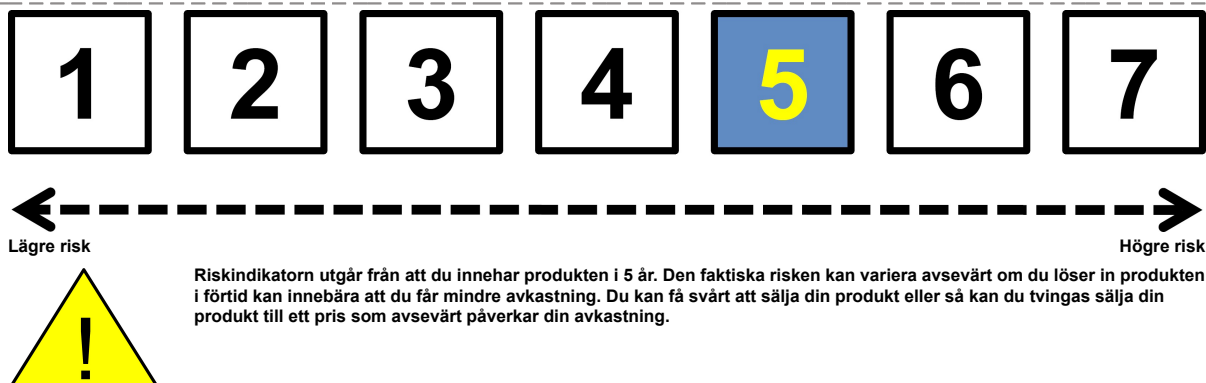 1 2 3 4 5 6 7
Lägre risk Högre risk
Riskindikatorn utgår från att du innehar produkten i 5 år. Den faktiska risken kan variera avsevärt om du löser in produkten
i förtid kan innebära att du får mindre avkastning. Du kan få svårt att sälja din produkt eller så kan du tvingas sälja din
produkt till ett pris som avsevärt påverkar din avkastning.
!